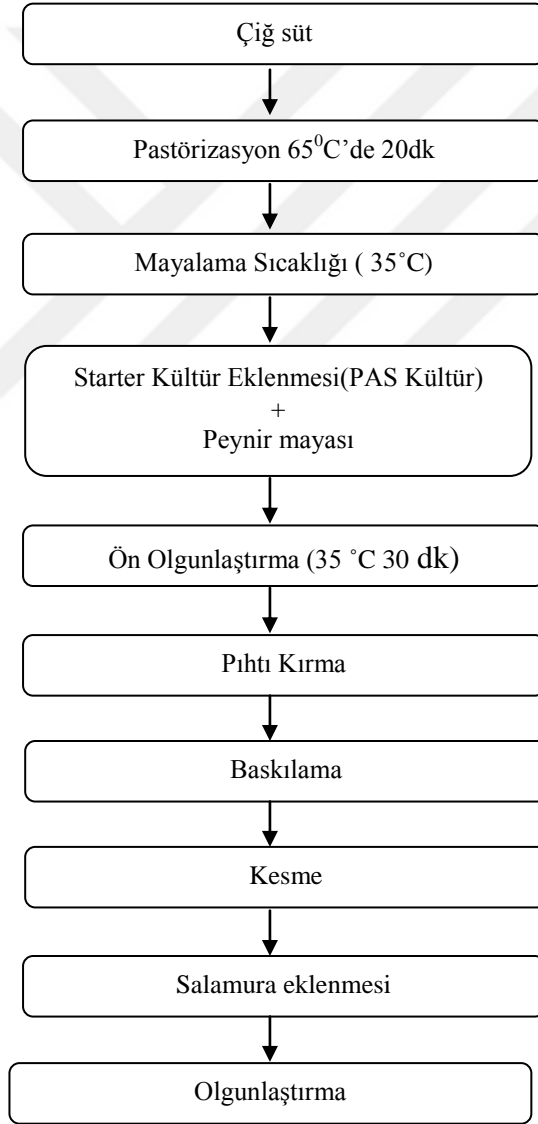 Çiğ süt
Pastörizasyon 65⁰C’de 20dk
Mayalama Sıcaklığı ( 35˚C)
Starter Kültür Eklenmesi(PAS Kültür)
+
Peynir mayası
Ön Olgunlaştırma (35 ˚C 30 dk)
Pıhtı Kırma
Baskılama
Kesme
Salamura eklenmesi
Olgunlaştırma